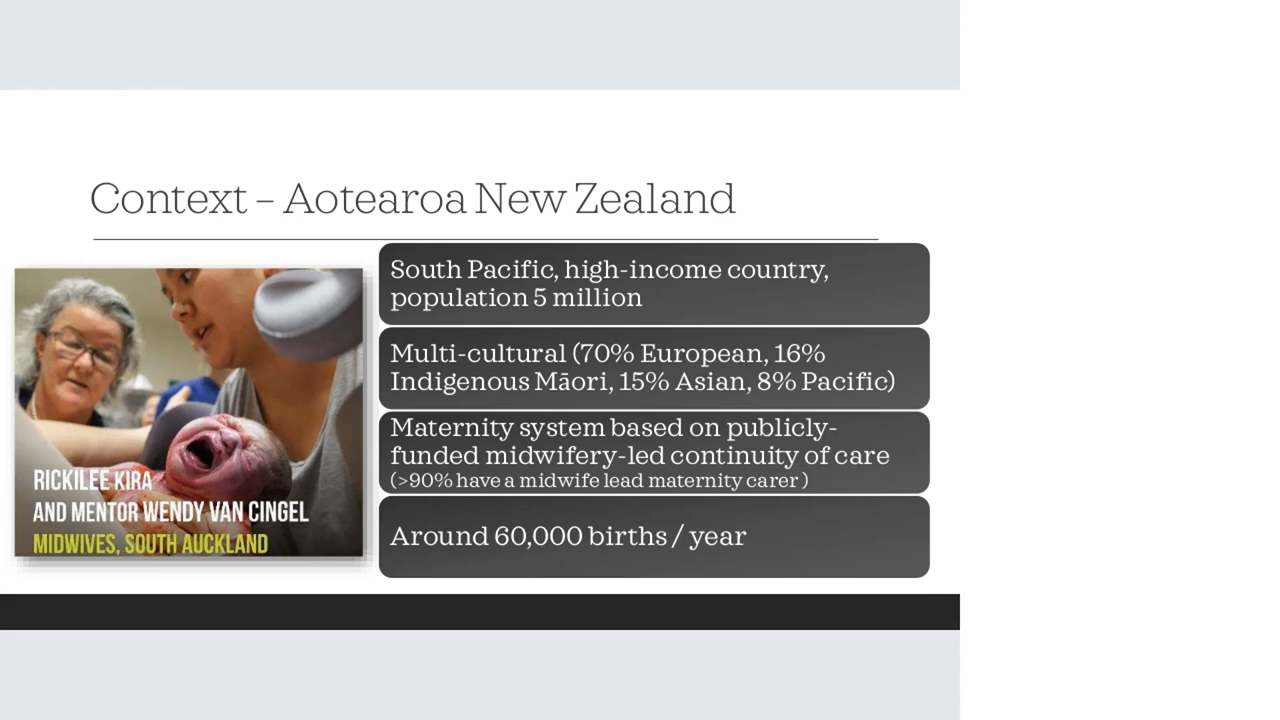 Context – Aotearoa New Zealand
South Pacific, high-income country,
population 5 million
Multi-cultural (70% European, 16%
Indigenous Māori, 15% Asian, 8% Pacific)
Maternity system based on publicly-
funded midwifery-led continuity of care
(>90% have a midwife lead maternity carer )
Around 60,000 births / year
RICKILEE KIRA
AND MENTOR WENDY VAN CINGEL
MIDWIVES, SOUTH AUCKLAND